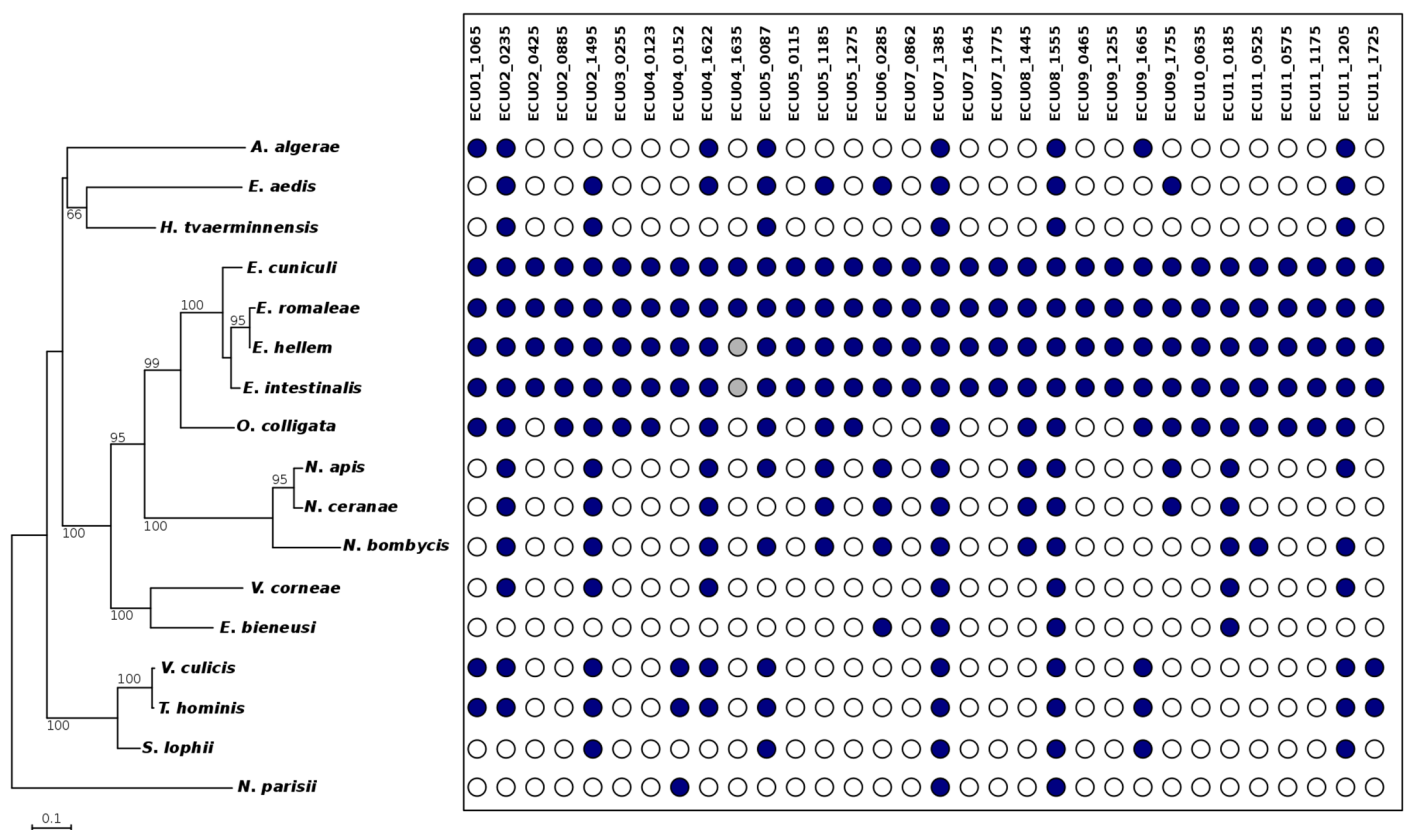 ECU01_1065
ECU02_0235
ECU02_0425
ECU02_0885
ECU02_1495
ECU03_0255
ECU04_0123
ECU04_0152
ECU04_1622
ECU04_1635
ECU05_0087
ECU05_0115
ECU05_1185
ECU05_1275
ECU06_0285
ECU07_0862
ECU07_1385
ECU07_1645
ECU07_1775
ECU08_1445
ECU08_1555
ECU09_0465
ECU09_1255
ECU09_1665
ECU09_1755
ECU10_0635
ECU11_0185
ECU11_0525
ECU11_0575
ECU11_1175
ECU11_1205
ECU11_1725
A. algerae
E. aedis
66
H. tvaerminnensis
E. cuniculi
100
E. romaleae
95
E. hellem
99
E. intestinalis
O. colligata
95
N. apis
95
N. ceranae
100
100
N. bombycis
V. corneae
100
E. bieneusi
V. culicis
100
T. hominis
100
S. lophii
N. parisii
0.1